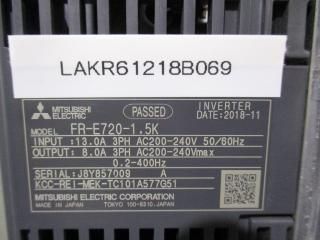 LAKR61218B069
MITSUBISHI ELECTRIC PASSED INVERTER
DATE:2018-11
MODEL FR-E720-1.5K
INPUT :13.0A 3PH AC200-240V 50/60Hz
OUTPUT: 8.0A 3PH AC200-240Vmax
0.2-400Hz
SERIAL:J8Y857009 A
KCC-REI-MEK-TC101A577G51
MITSUBISHI ELECTRIC CORPORATION
MADE IN JAPAN TOKYO 100-8310,JAPAN